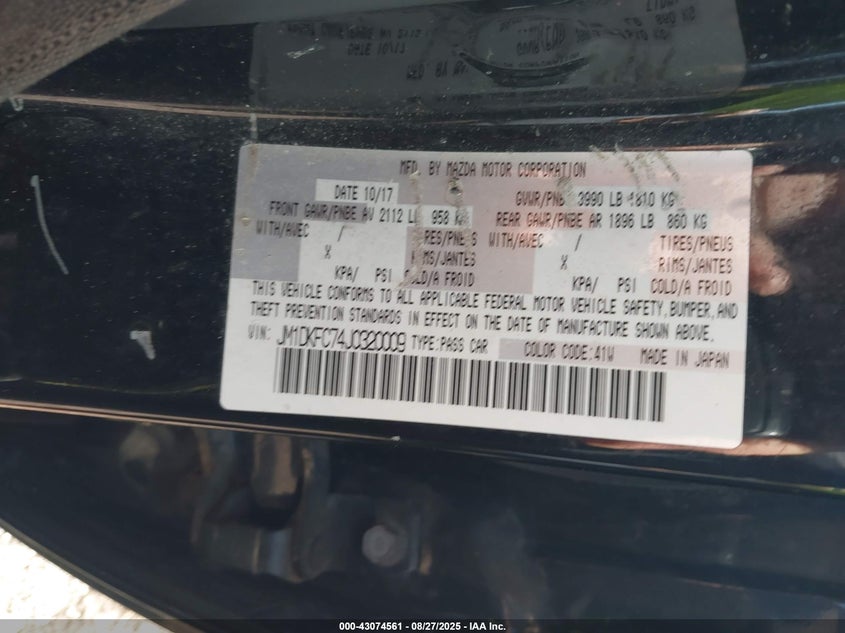 MFD. BY MAZDA MOTOR CORPORATION
DATE 10/17 GVWR/PNBV 3990 LB 1810 KG
FRONT GAWR/PNBE AV 2112 LB 958 KG REAR GAWR/PNBE AR 1896 LB 860 KG
WITH/AVEC / TIRES/PNEUS WITH/AVEC / TIRES/PNEUS
X RIMS/JANTES X RIMS/JANTES
KPA/ PSI COLD/A FROID KPA/ PSI COLD/A FROID
THIS VEHICLE CONFORMS TO ALL APPLICABLE FEDERAL MOTOR VEHICLE SAFETY, BUMPER, AND
THEFT PREVENTION STANDARDS IN EFFECT ON THE DATE OF MANUFACTURE SHOWN ABOVE.
VIN: JM1DKFC74J0320009 TYPE:PASS CAR COLOR CODE:41W MADE IN JAPAN
000-43074561 | 08/27/2025 - IAA Inc.